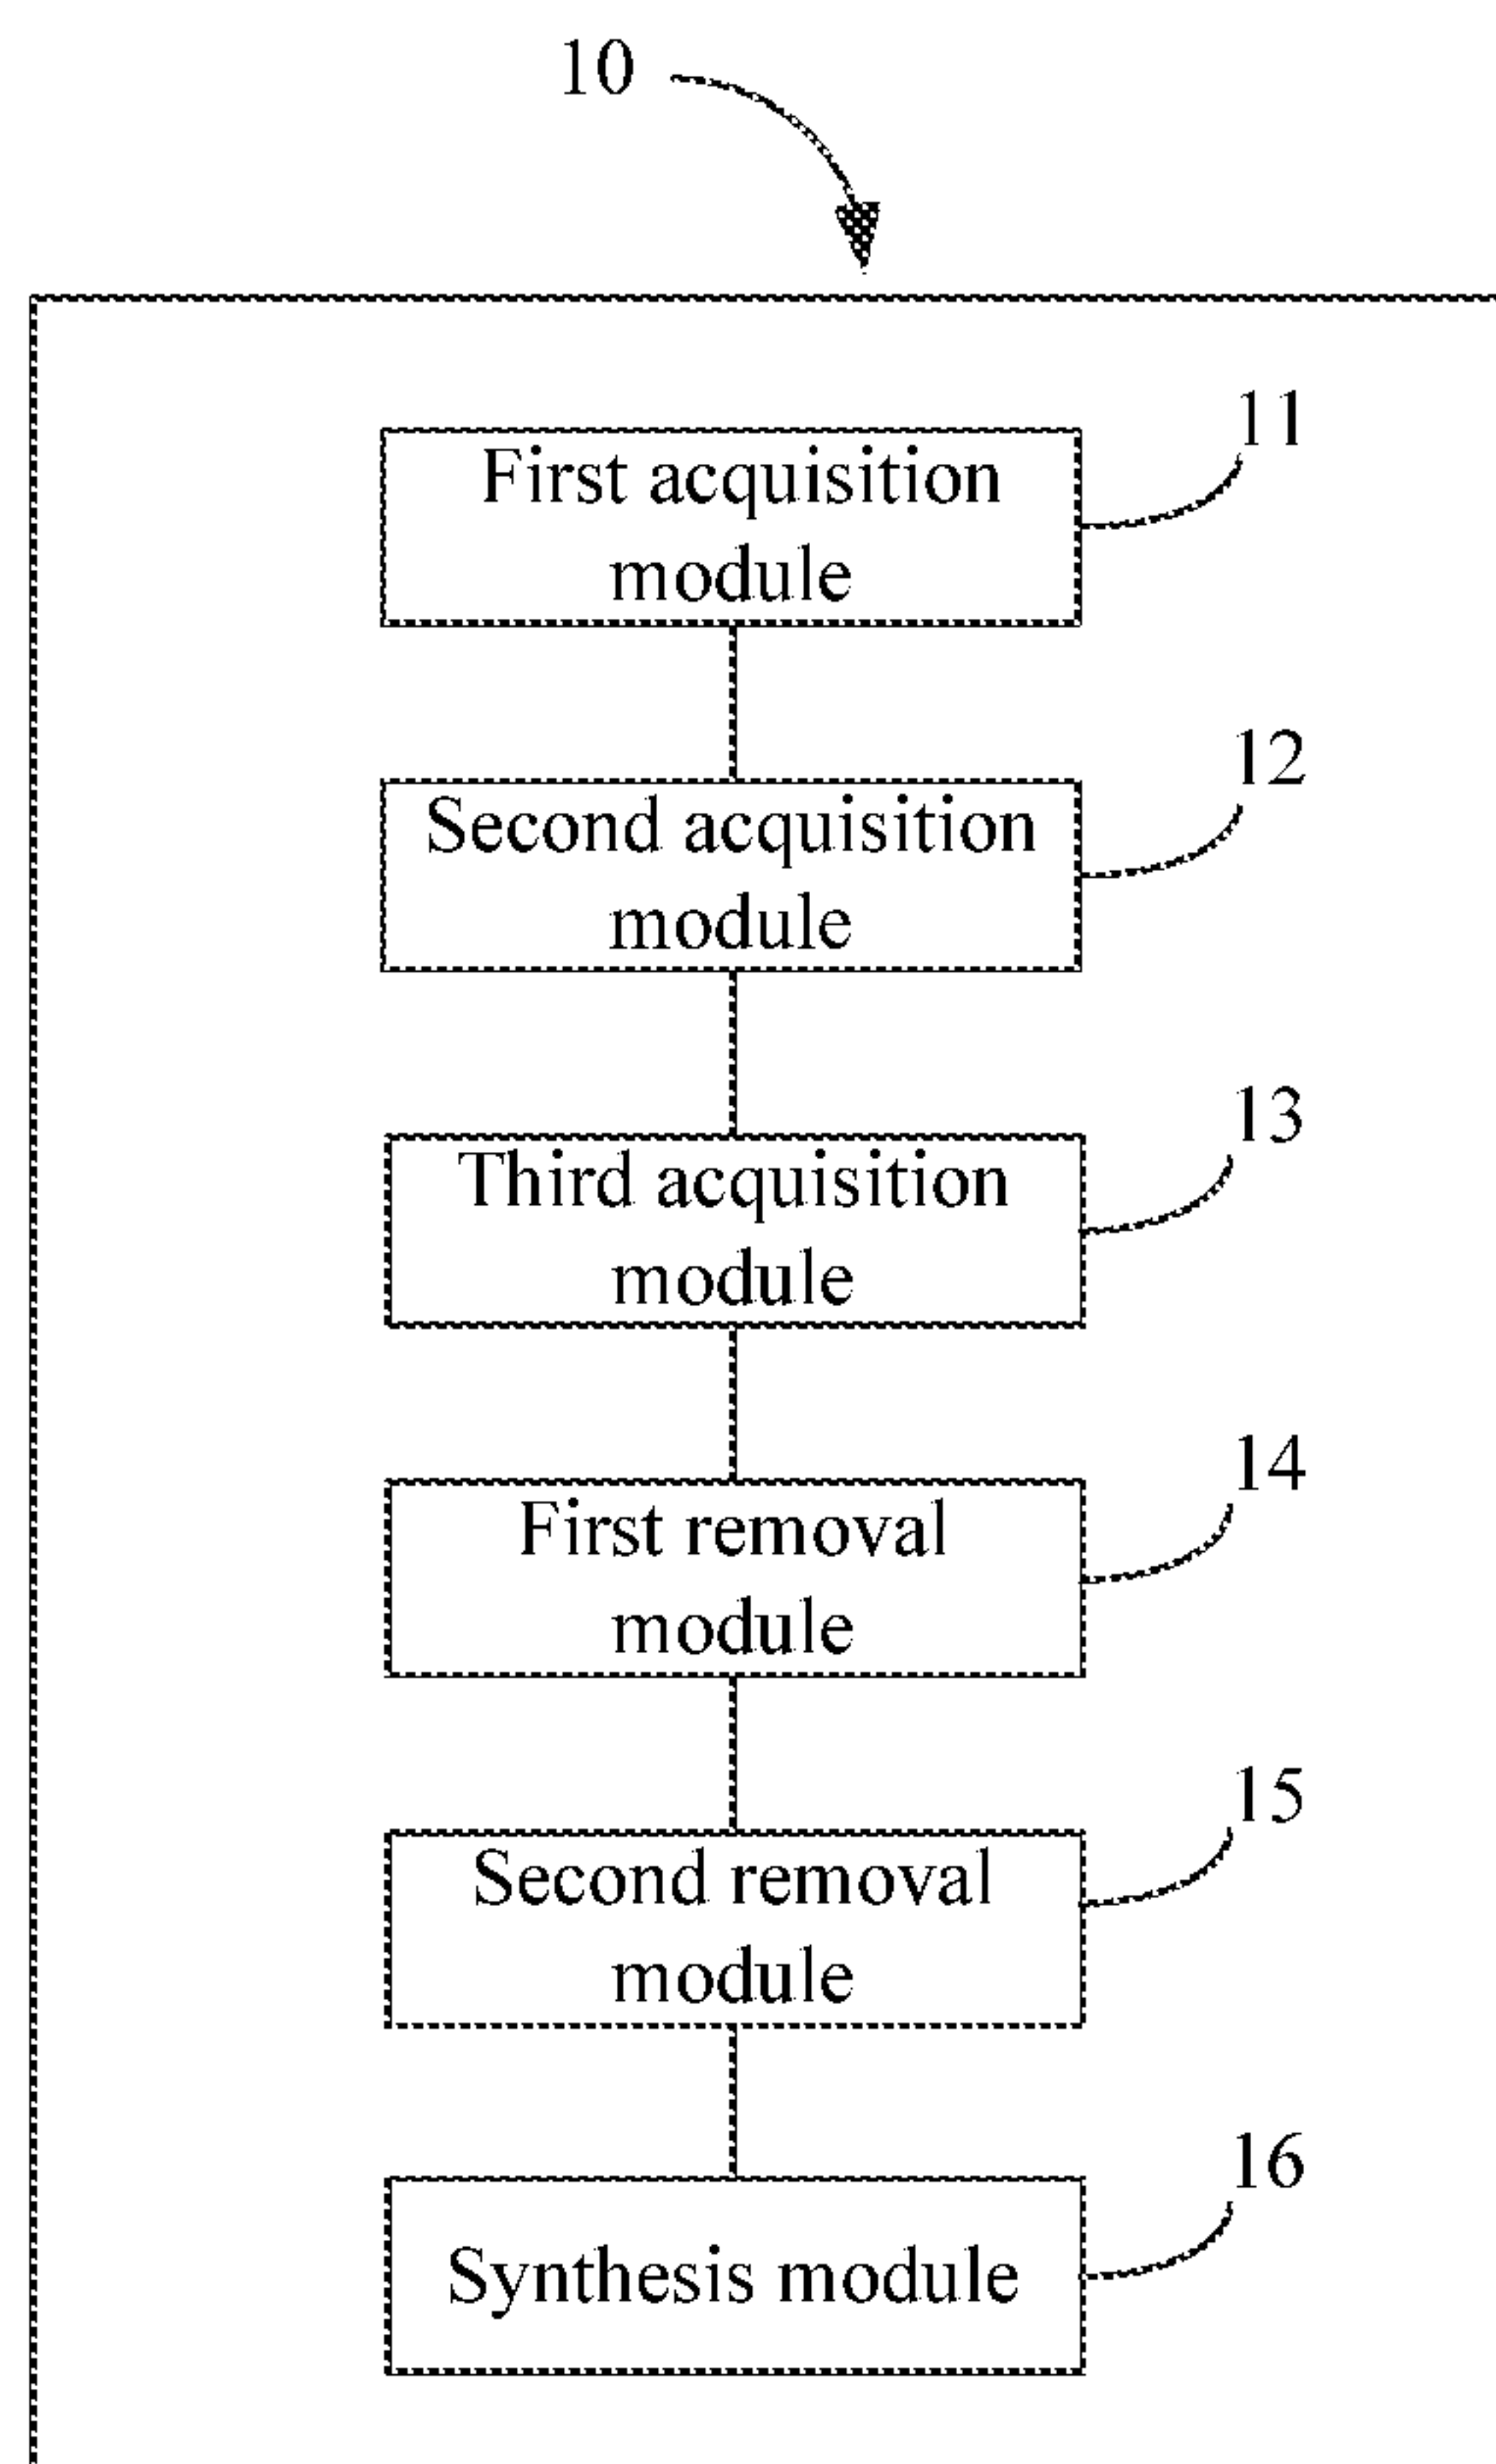 10
First acquisition
module
11
Second acquisition
module
12
Third acquisition
module
13
First removal
module
14
Second removal
module
15
Synthesis module
16